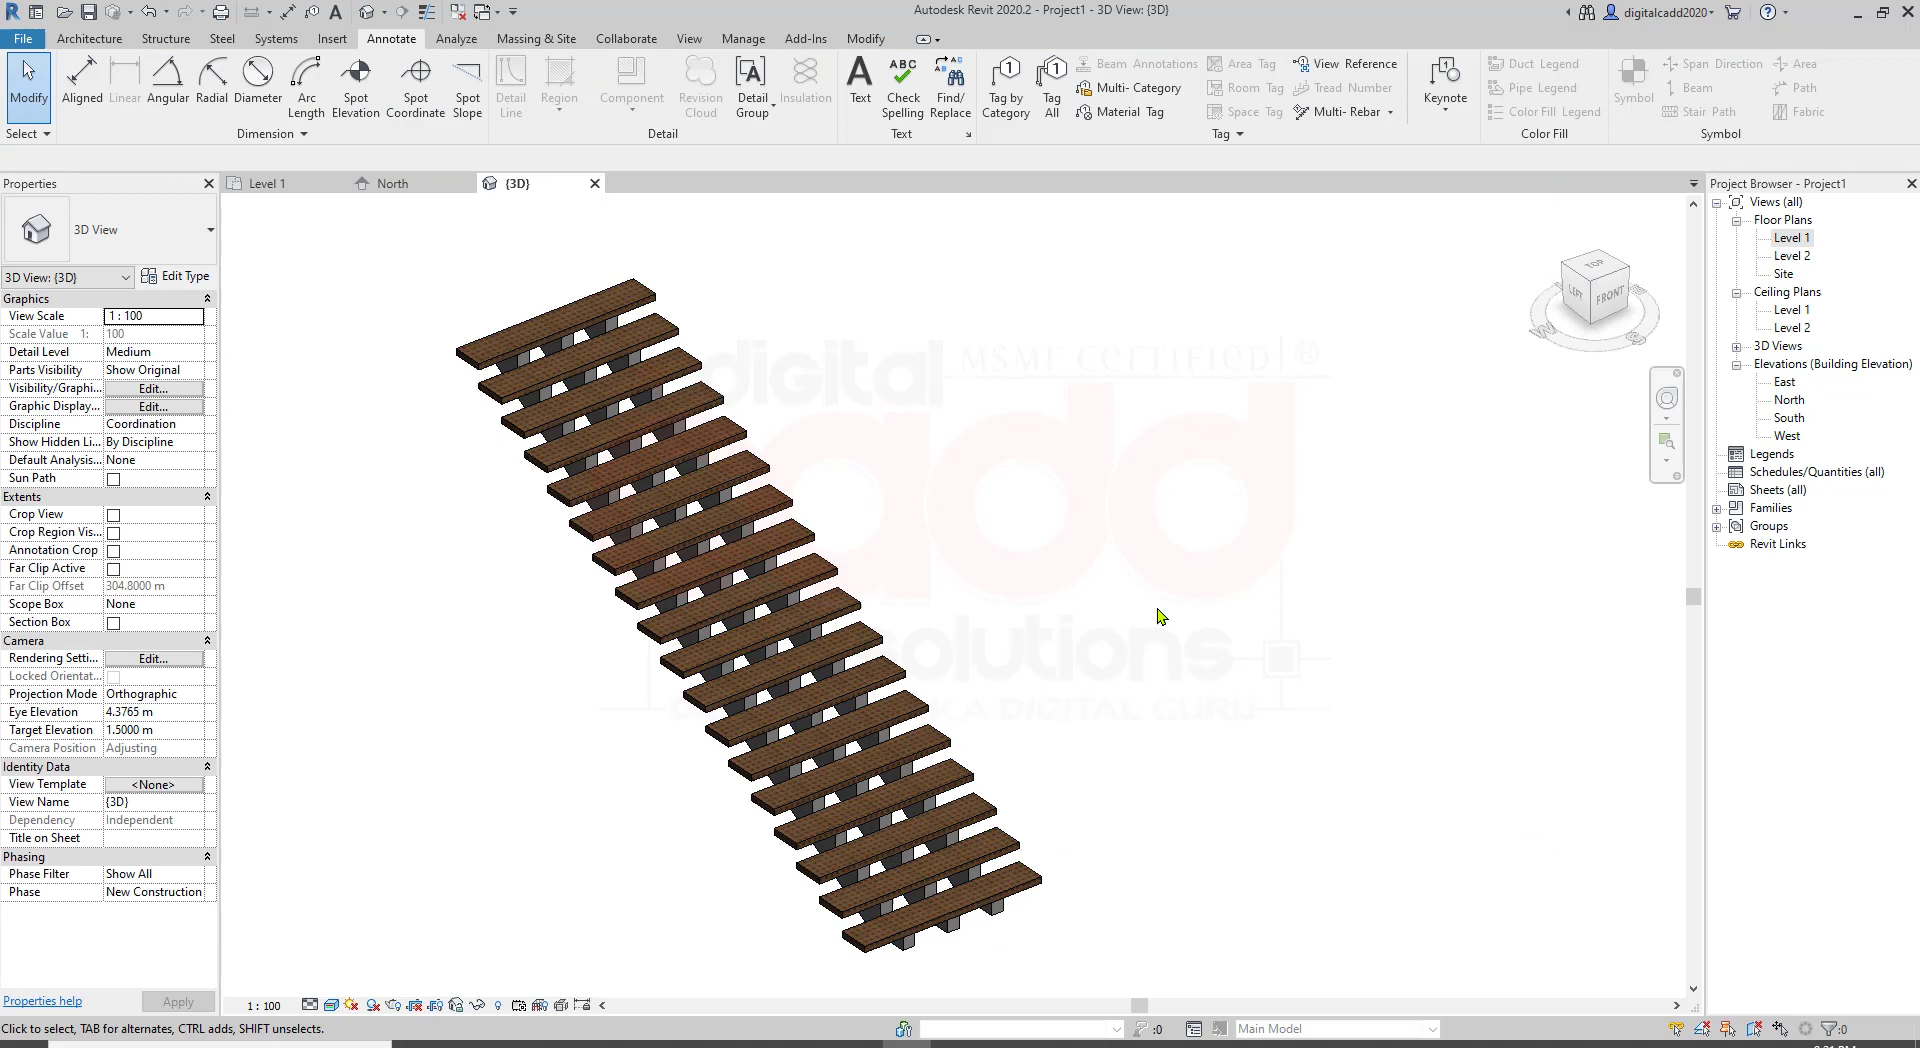 Autodesk Revit 2020.2 - Project1 - 3D View: {3D}
digitalcadd2020
File Architecture Structure Steel Systems Insert Annotate Analyze Massing & Site Collaborate View Manage Add-Ins Modify
Modify Aligned Linear Angular Radial Diameter Arc Length Spot Elevation Spot Coordinate Spot Slope
Detail Line Region Component Revision Cloud Detail Group Insulation
Text Check Spelling Find/ Replace
Tag by Category Tag All
Beam Annotations Area Tag View Reference
Multi- Category Room Tag Tread Number
Material Tag Space Tag Multi- Rebar
Keynote
Duct Legend
Pipe Legend
Color Fill Legend
Symbol
Span Direction Area
Beam Path
Stair Path Fabric
Select Dimension Detail Text Tag Color Fill Symbol
Properties
Level 1 North {3D}
3D View
3D View: {3D} Edit Type
Graphics
View Scale 1 : 100
Scale Value 1: 100
Detail Level Medium
Parts Visibility Show Original
Visibility/Graphi... Edit...
Graphic Display... Edit...
Discipline Coordination
Show Hidden Li... By Discipline
Default Analysis... None
Sun Path
Extents
Crop View
Crop Region Vis...
Annotation Crop
Far Clip Active
Far Clip Offset 304.8000 m
Scope Box None
Section Box
Camera
Rendering Setti... Edit...
Locked Orientat...
Projection Mode Orthographic
Eye Elevation 4.3765 m
Target Elevation 1.5000 m
Camera Position Adjusting
Identity Data
View Template <None>
View Name {3D}
Dependency Independent
Title on Sheet
Phasing
Phase Filter Show All
Phase New Construction
Properties help Apply
digital MSME CERTIFIED ®
add
solutions
A DIGITAL GURU
TOP
LEFT FRONT
W S
Project Browser - Project1
Views (all)
Floor Plans
Level 1
Level 2
Site
Ceiling Plans
Level 1
Level 2
3D Views
Elevations (Building Elevation)
East
North
South
West
Legends
Schedules/Quantities (all)
Sheets (all)
Families
Groups
Revit Links
1 : 100
Click to select, TAB for alternates, CTRL adds, SHIFT unselects.
:0
Main Model
:0